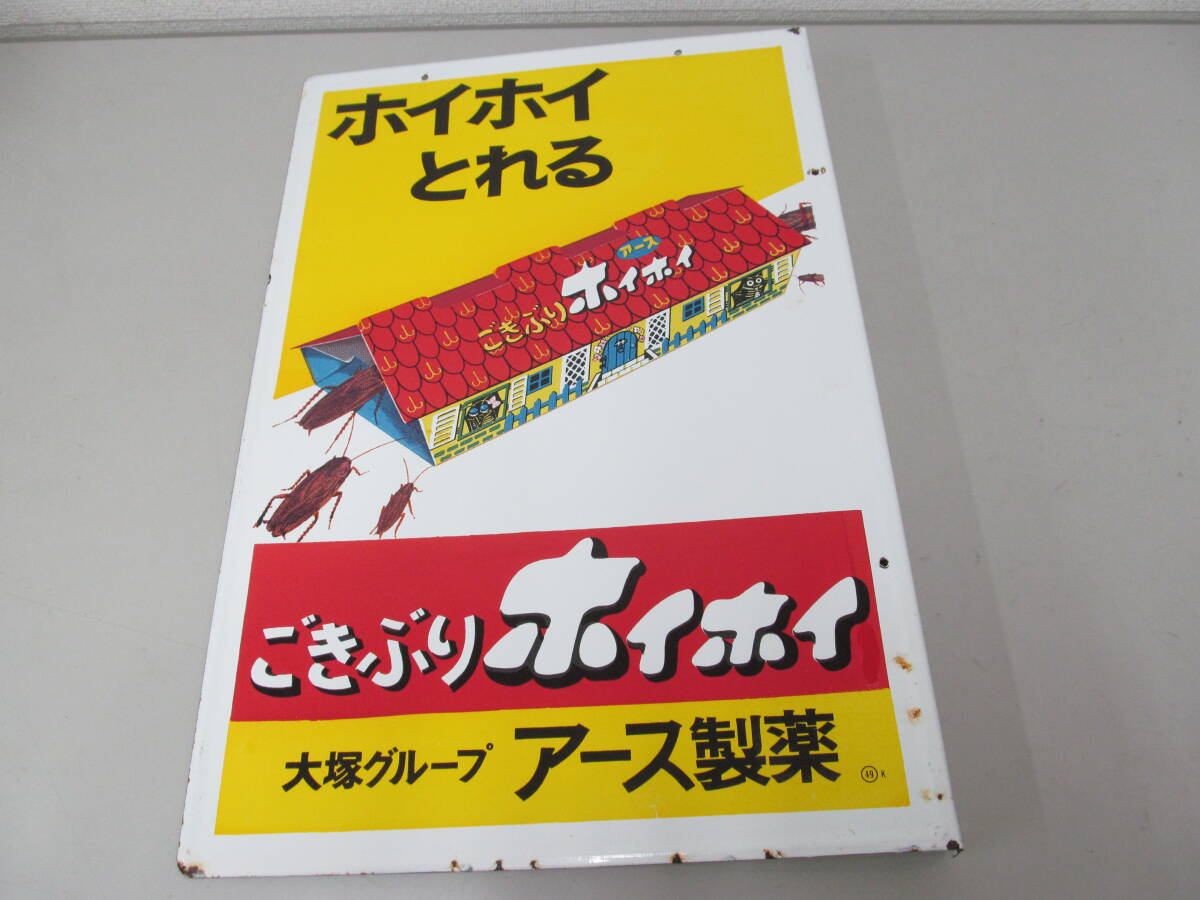 ホイホイ
とれる
アース
ごきぶりホイホイ
ごきぶりホイホイ
大塚グループ アース製薬
49 K